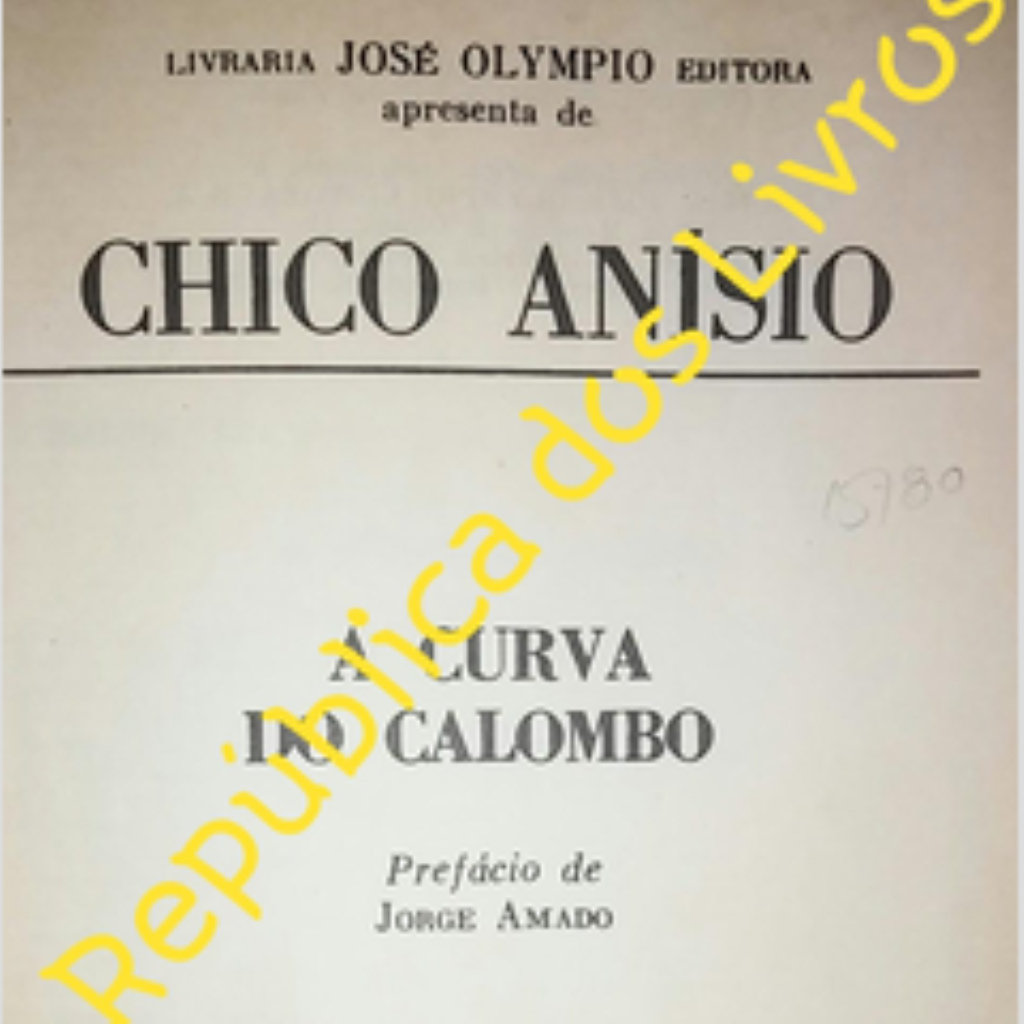 LIVRARIA JOSÉ OLYMPIO EDITORA
apresenta de
CHICO ANÍSIO
15780
A CURVA
DO CALOMBO
Prefácio de
JORGE AMADO
República dos Livros